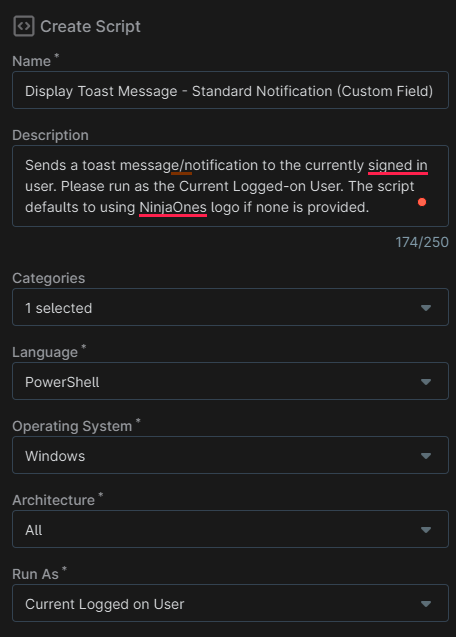 Create Script
Name *
Display Toast Message - Standard Notification (Custom Field)
Description
Sends a toast message/notification to the currently signed in
user. Please run as the Current Logged-on User. The script
defaults to using NinjaOnes logo if none is provided.
174/250
Categories
1 selected
Language *
PowerShell
Operating System *
Windows
Architecture *
All
Run As *
Current Logged on User